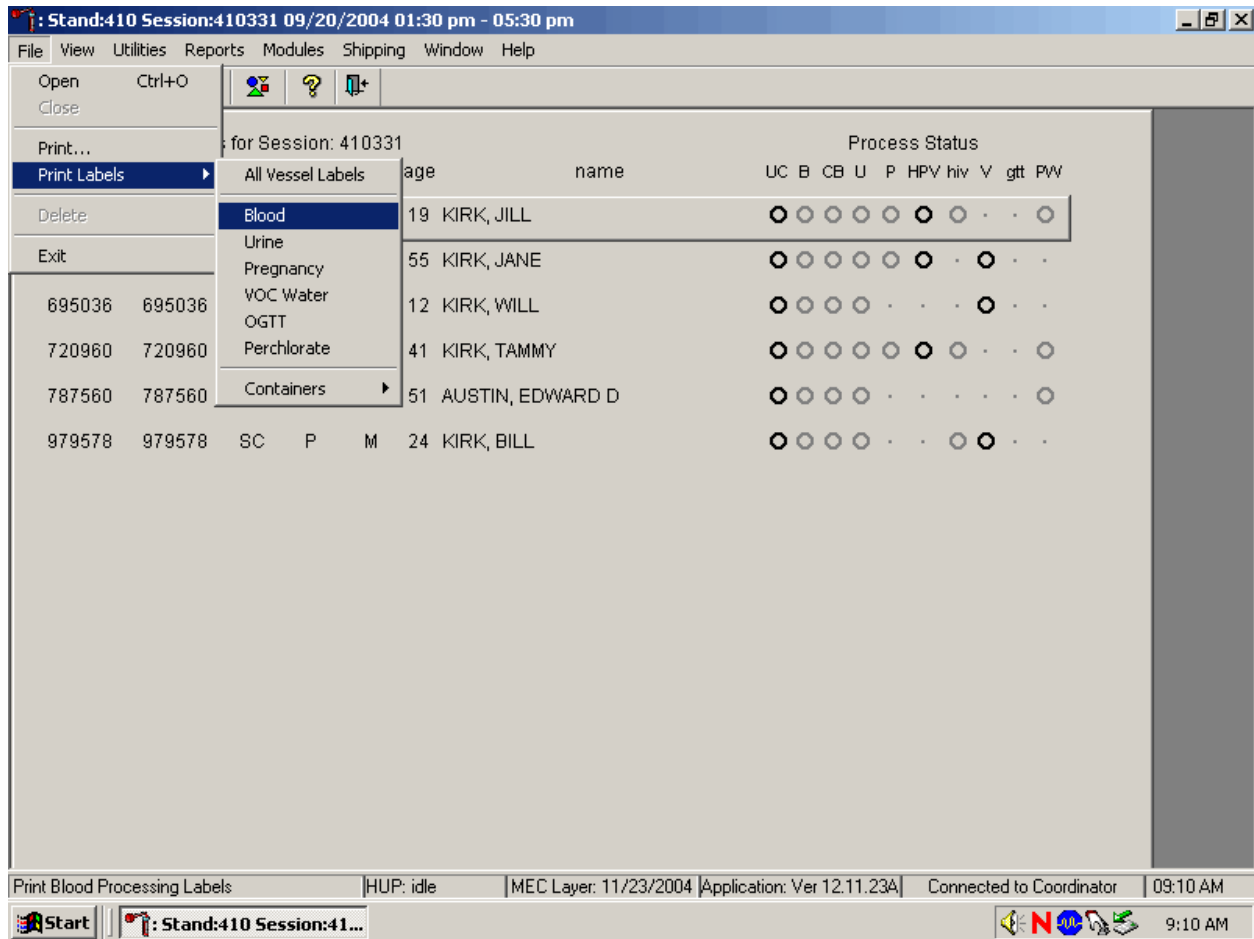 : Stand:410 Session:410331 09/20/2004 01:30 pm - 05:30 pm
File View Utilities Reports Modules Shipping Window Help
Open Ctrl+O
Close
Print...
Print Labels
Delete
Exit
All Vessel Labels
Blood
Urine
Pregnancy
VOC Water
OGTT
Perchlorate
Containers
for Session: 410331 Process Status
age name UC B CB U P HPV hiv V gtt PW
19 KIRK, JILL
55 KIRK, JANE
695036 695036 12 KIRK, WILL
720960 720960 41 KIRK, TAMMY
787560 787560 51 AUSTIN, EDWARD D
979578 979578 SC P M 24 KIRK, BILL
Print Blood Processing Labels HUP: idle MEC Layer: 11/23/2004 Application: Ver 12.11.23A Connected to Coordinator 09:10 AM
Start : Stand:410 Session:41... N 9:10 AM